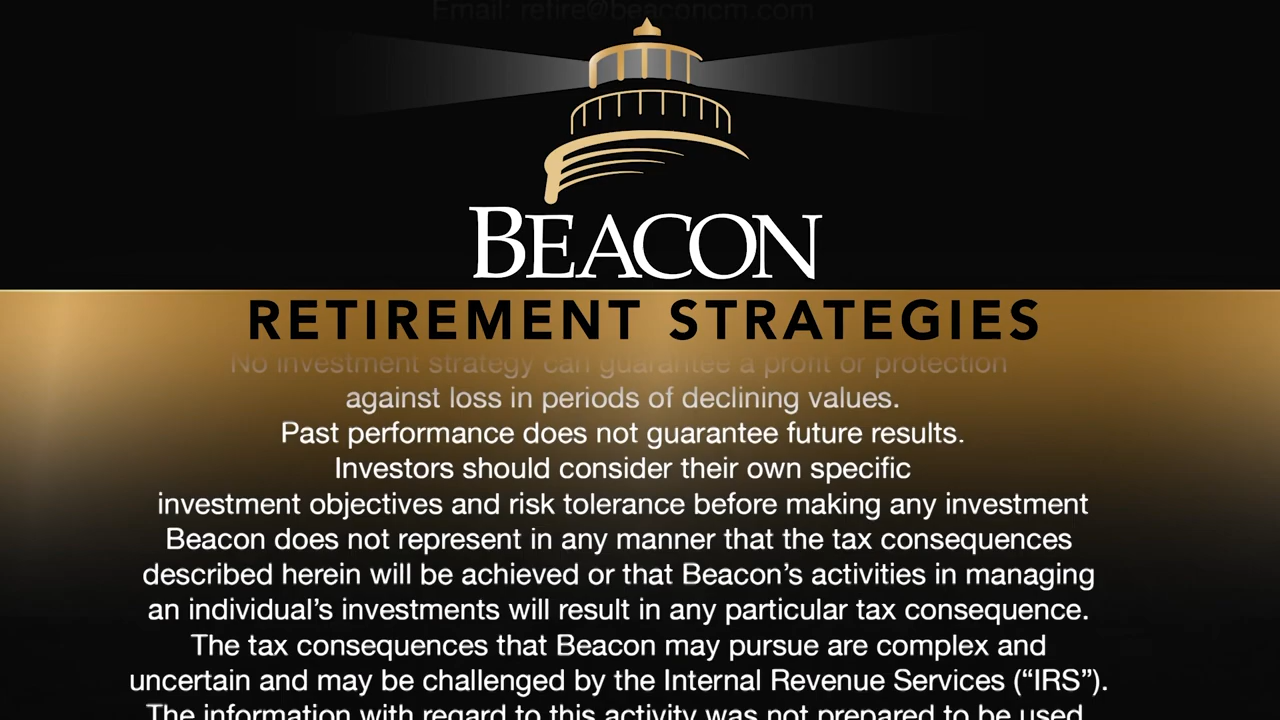 Email: retire@beaconcm.com
BEACON
RETIREMENT STRATEGIES
No investment strategy can guarantee a profit or protection
against loss in periods of declining values.
Past performance does not guarantee future results.
Investors should consider their own specific
investment objectives and risk tolerance before making any investment
Beacon does not represent in any manner that the tax consequences
described herein will be achieved or that Beacon’s activities in managing
an individual’s investments will result in any particular tax consequence.
The tax consequences that Beacon may pursue are complex and
uncertain and may be challenged by the Internal Revenue Services (“IRS”).
The information with regard to this activity was not prepared to be used